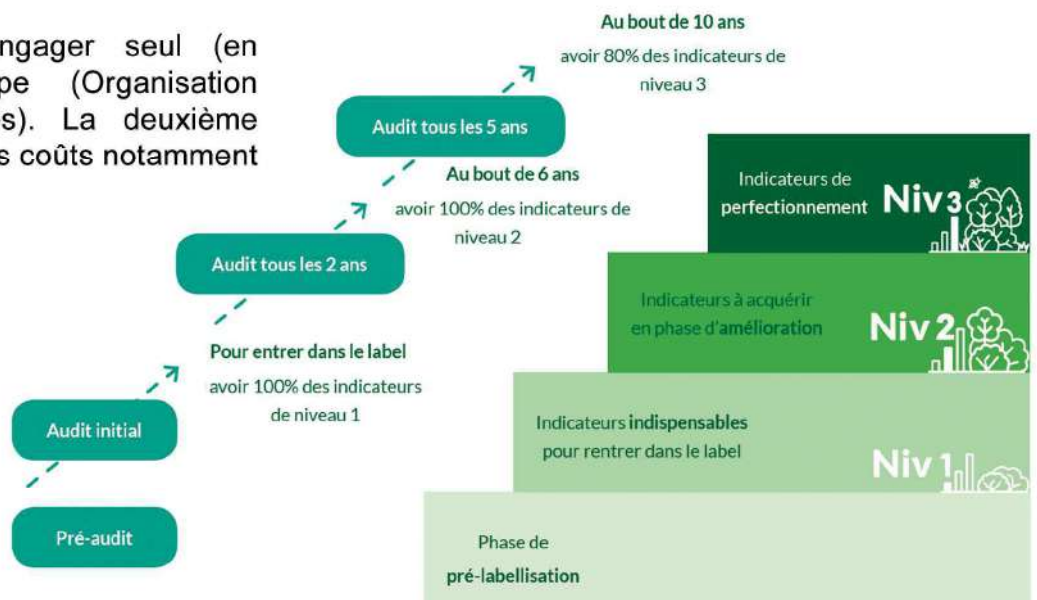 ngager seul (en
pe (Organisation
s). La deuxième
s coûts notamment
Au bout de 10 ans
avoir 80% des indicateurs de
niveau 3
Audit tous les 5 ans
Au bout de 6 ans
avoir 100% des indicateurs de
niveau 2
Audit tous les 2 ans
Pour entrer dans le label
avoir 100% des indicateurs
de niveau 1
Audit initial
Pré-audit
Indicateurs de
perfectionnement
Niv 3
Indicateurs à acquérir
en phase d'amélioration
Niv 2
Indicateurs indispensables
pour rentrer dans le label
Niv 1
Phase de
pré-labellisation